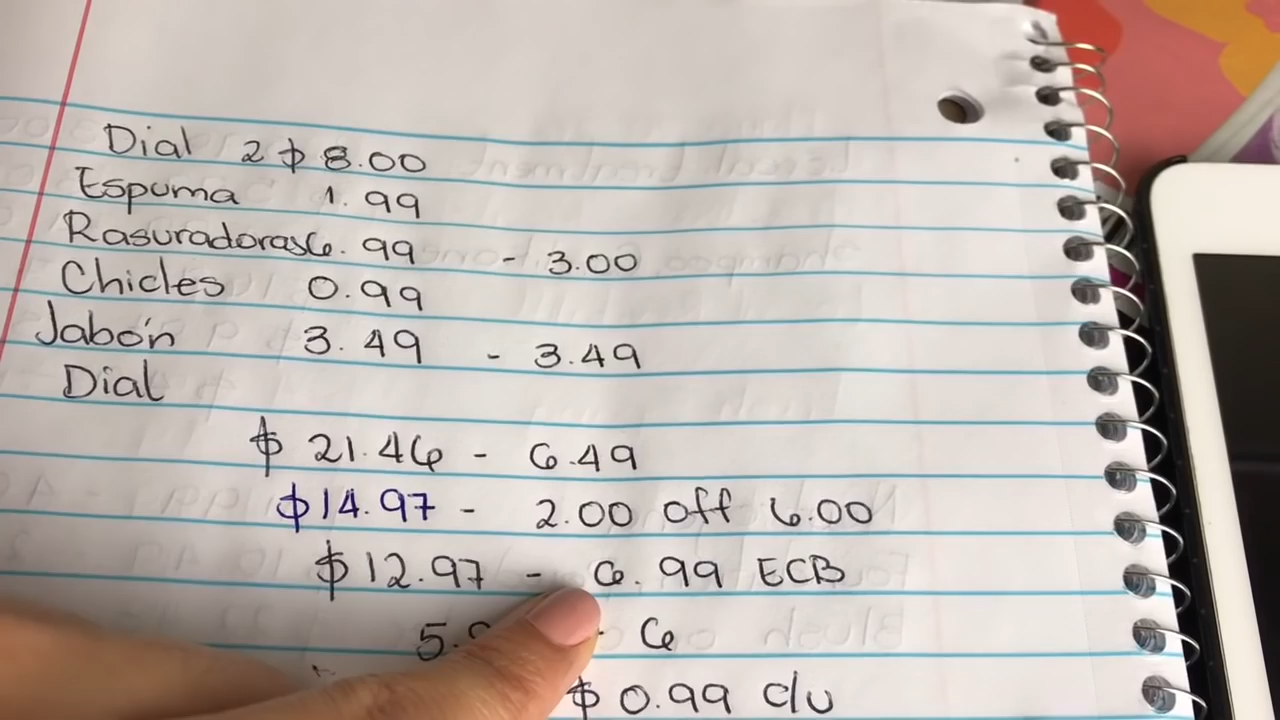 Dial 2 $ 8.00
Espuma 1.99
Rasuradoras 6.99 - 3.00
Chicles 0.99
Jabón 3.49 - 3.49
Dial
$ 21.46 - 6.49
$14.97 - 2.00 off 6.00
$12.97 - 6.99 ECB
- 6
$ 0.99 c/u